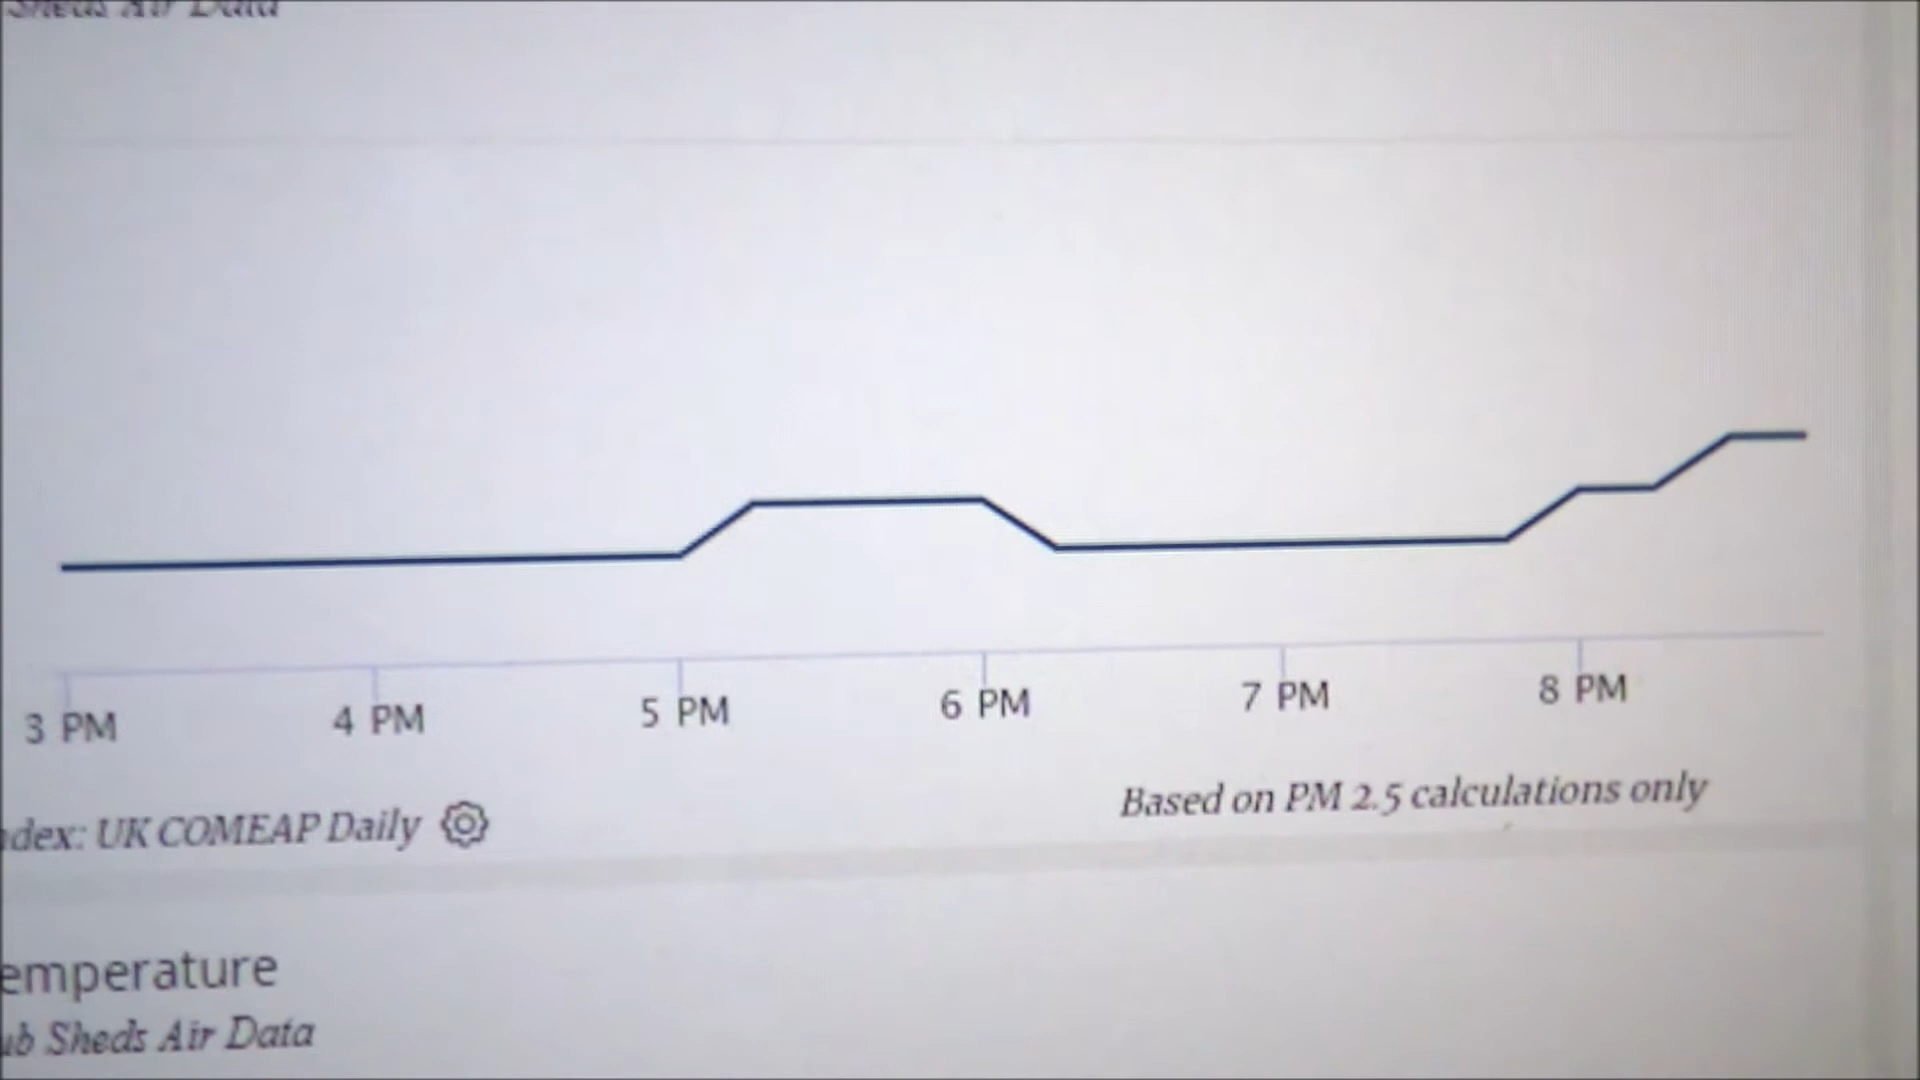 Sheds Air Data
3 PM 4 PM 5 PM 6 PM 7 PM 8 PM
Based on PM 2.5 calculations only
ndex: UK COMEAP Daily
emperature
ub Sheds Air Data